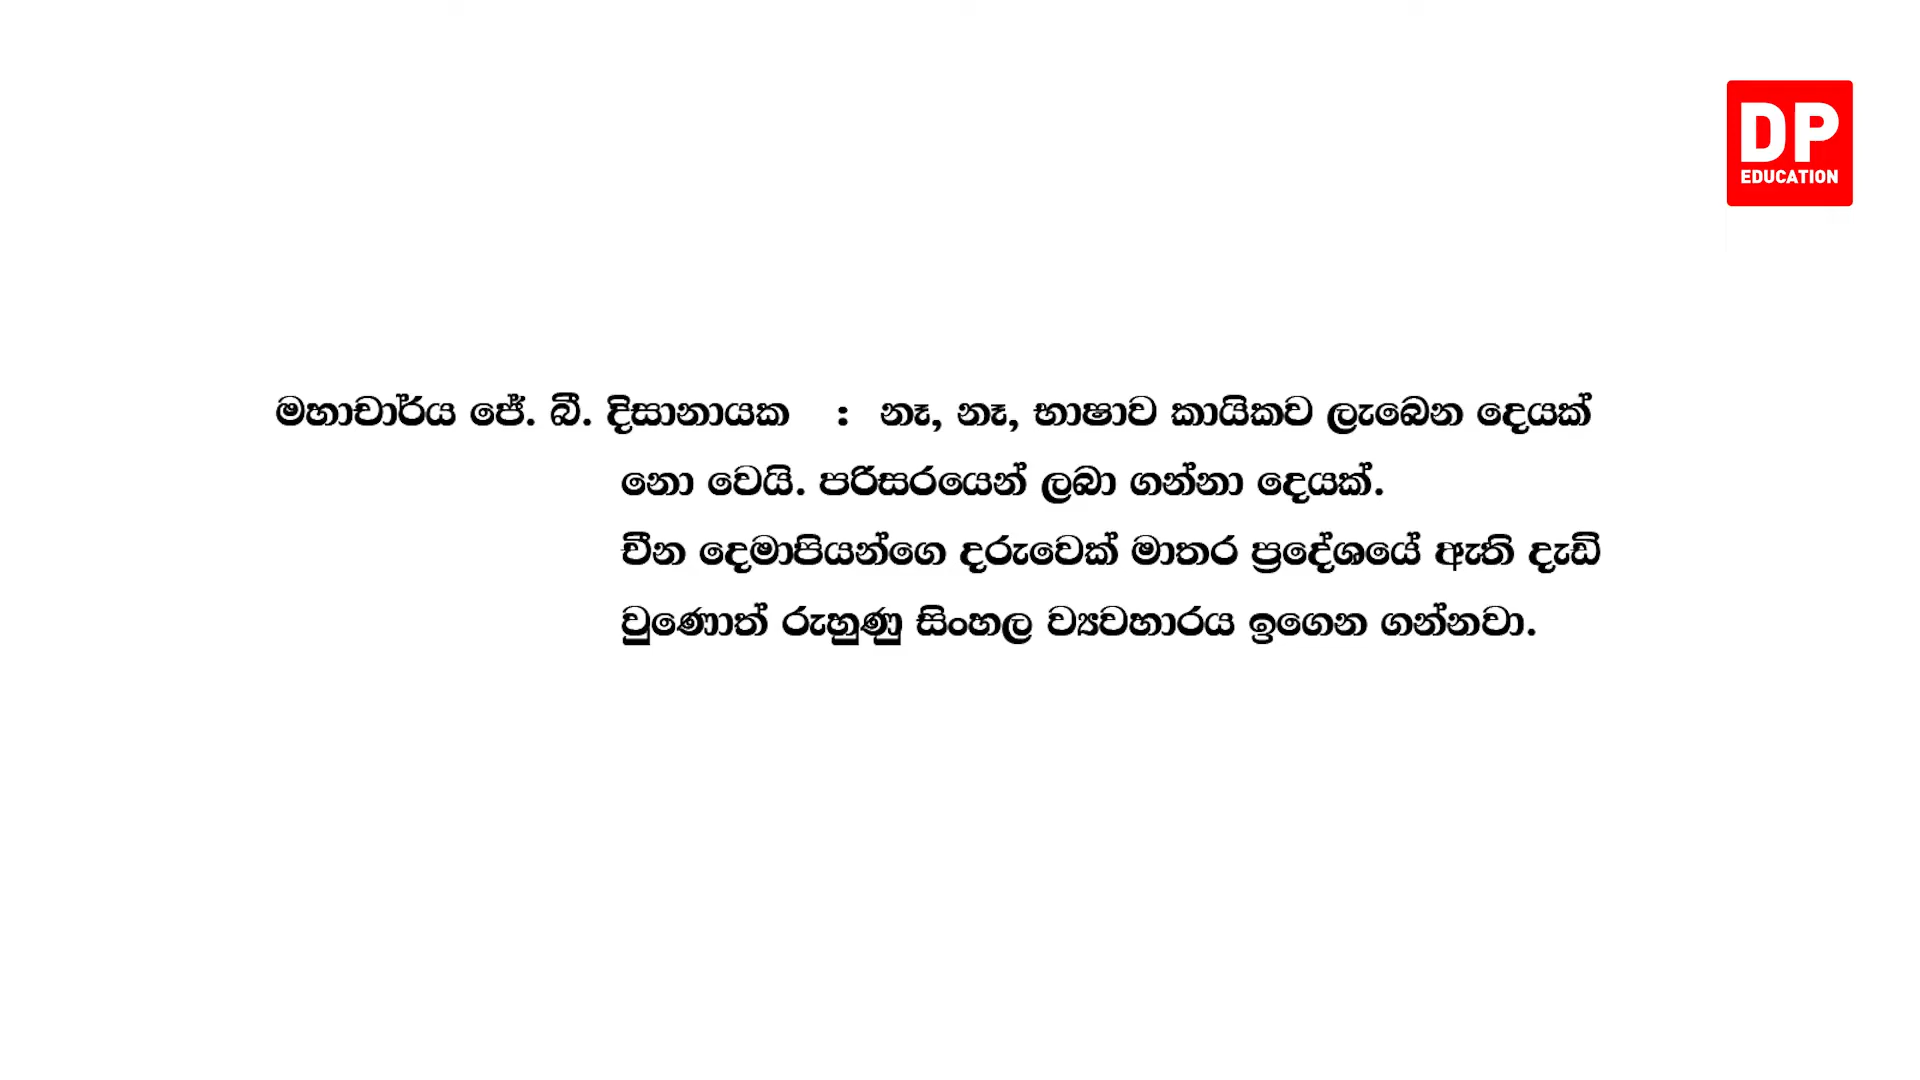 DP
EDUCATION
මහාචාර්ය ජේ. බී. දිසානායක : නෑ, නෑ, භාෂාව කායිකව ලැබෙන දෙයක්
නො වෙයි. පරිසරයෙන් ලබා ගන්නා දෙයක්.
චීන දෙමාපියන්ගෙ දරුවෙක් මාතර ප්‍රදේශයේ ඇති දැඩි
වුණොත් රුහුණු සිංහල ව්‍යවහාරය ඉගෙන ගන්නවා.